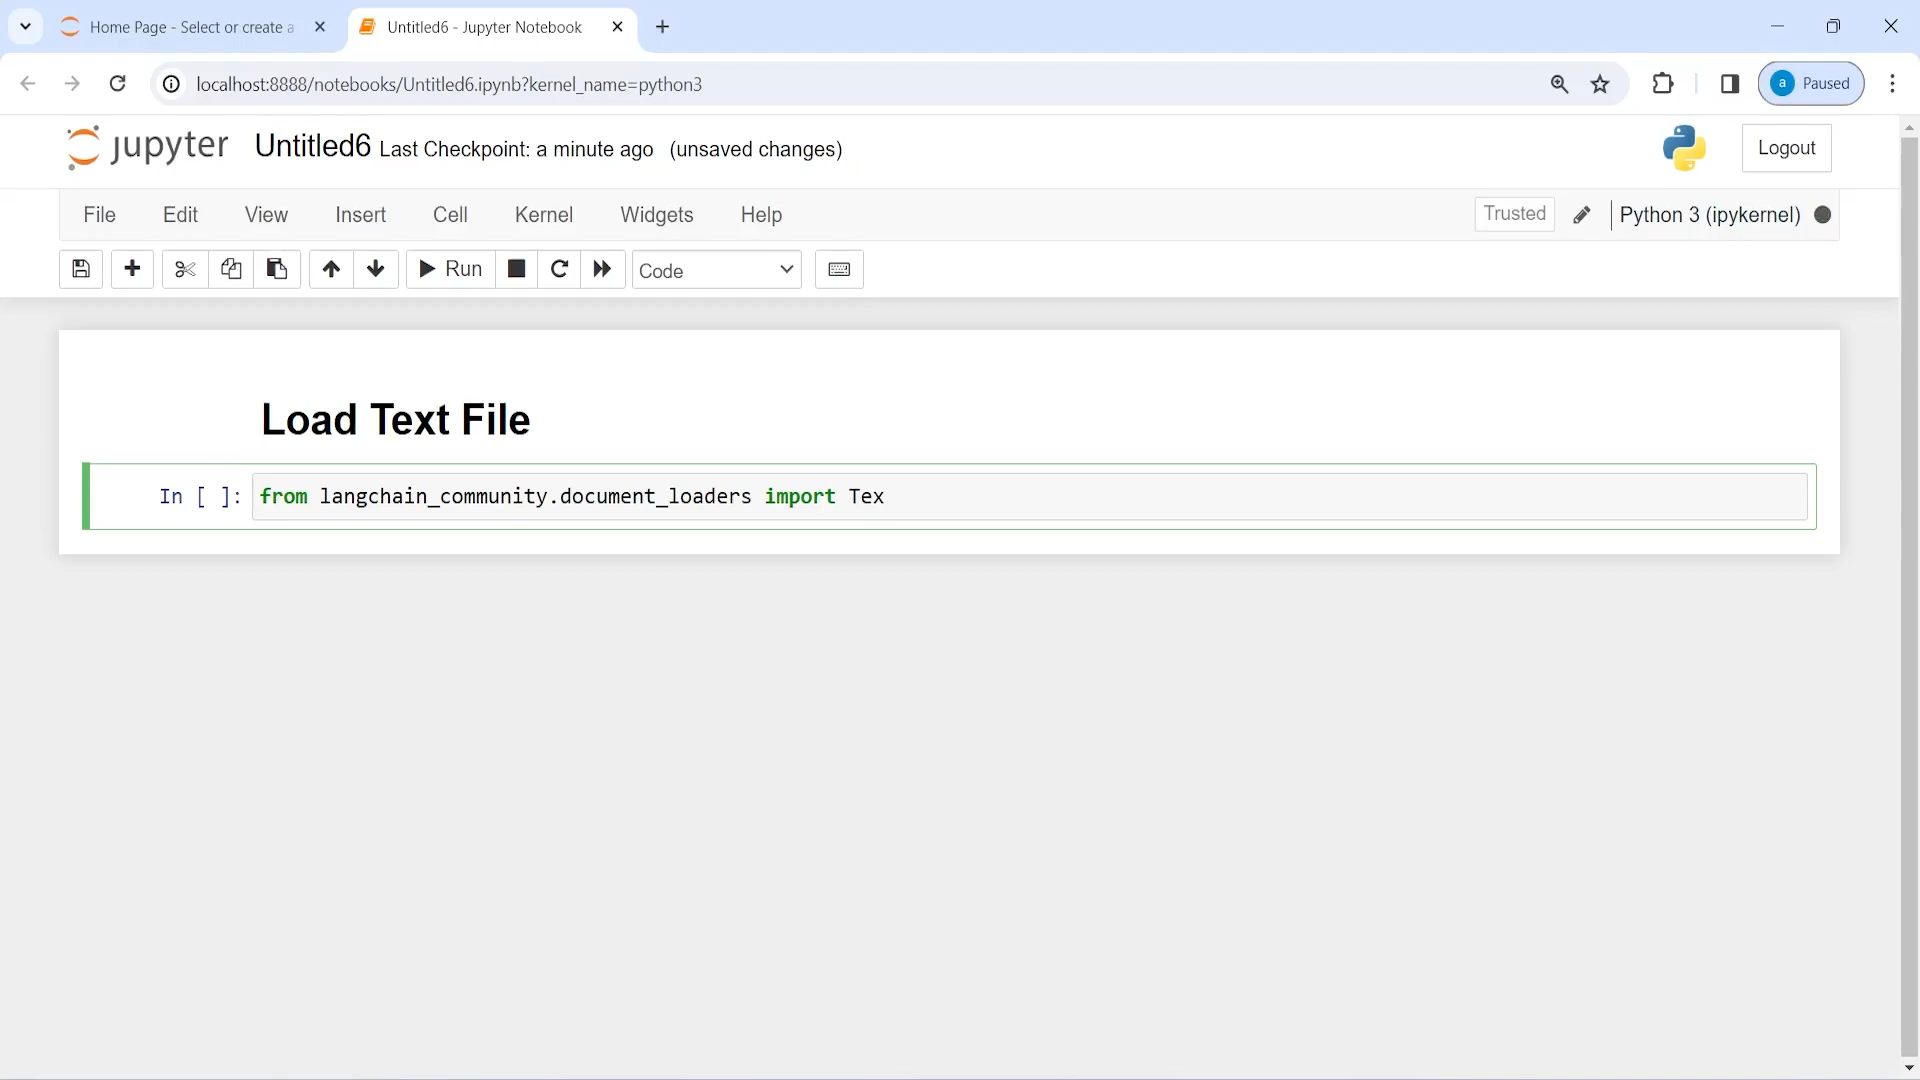 Home Page - Select or create a
Untitled6 - Jupyter Notebook
localhost:8888/notebooks/Untitled6.ipynb?kernel_name=python3
a Paused
jupyter Untitled6 Last Checkpoint: a minute ago (unsaved changes)
Logout
File Edit View Insert Cell Kernel Widgets Help
Trusted Python 3 (ipykernel)
Run Code
Load Text File
In [ ]: from langchain_community.document_loaders import Tex